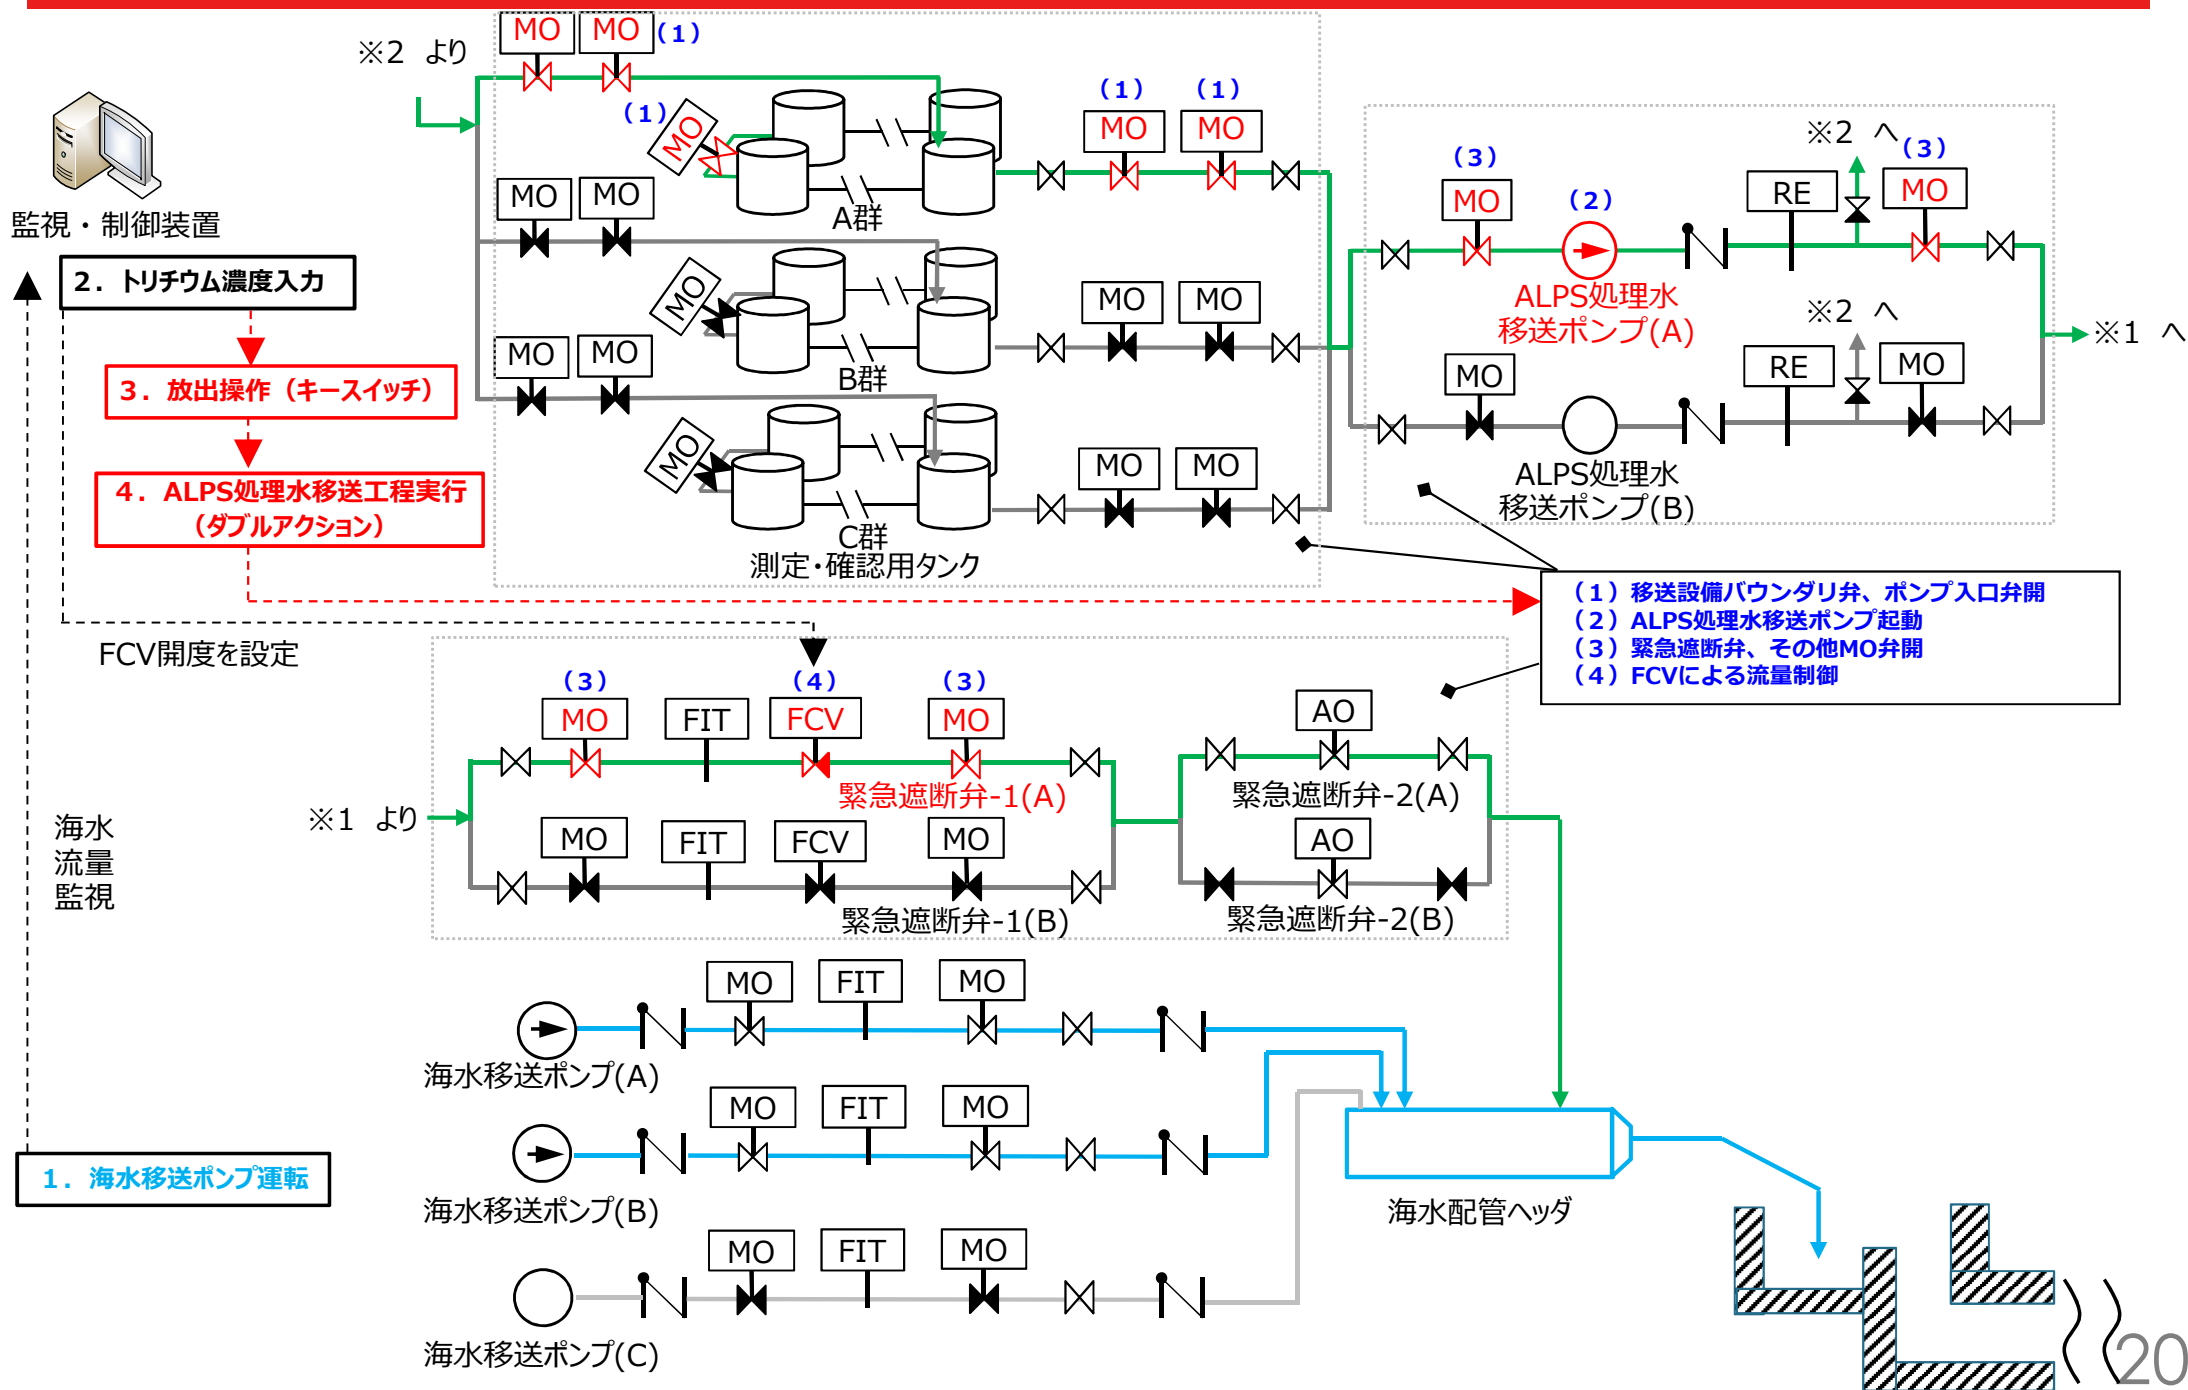 MO
MO
(1)
※2 より
(1)
MO
(1)
MO
(1)
MO
MO
MO
A群
MO
MO
MO
MO
B群
MO
MO
MO
MO
C群
MO
MO
測定・確認用タンク
監視・制御装置
2. トリチウム濃度入力
3. 放出操作（キースイッチ）
4. ALPS処理水移送工程実行
（ダブルアクション）
FCV開度を設定
(3)
MO
(2)
ALPS処理水
移送ポンプ(A)
RE
※2 へ
(3)
MO
※1 へ
MO
ALPS処理水
移送ポンプ(B)
RE
※2 へ
MO
（1）移送設備バウンダリ弁、ポンプ入口弁開
（2）ALPS処理水移送ポンプ起動
（3）緊急遮断弁、その他MO弁開
（4）FCVによる流量制御
(3)
MO
FIT
(4)
FCV
(3)
MO
緊急遮断弁-1(A)
AO
緊急遮断弁-2(A)
※1 より
MO
FIT
FCV
MO
緊急遮断弁-1(B)
AO
緊急遮断弁-2(B)
海水
流量
監視
1. 海水移送ポンプ運転
MO
FIT
MO
海水移送ポンプ(A)
MO
FIT
MO
海水移送ポンプ(B)
MO
FIT
MO
海水移送ポンプ(C)
海水配管ヘッダ
20